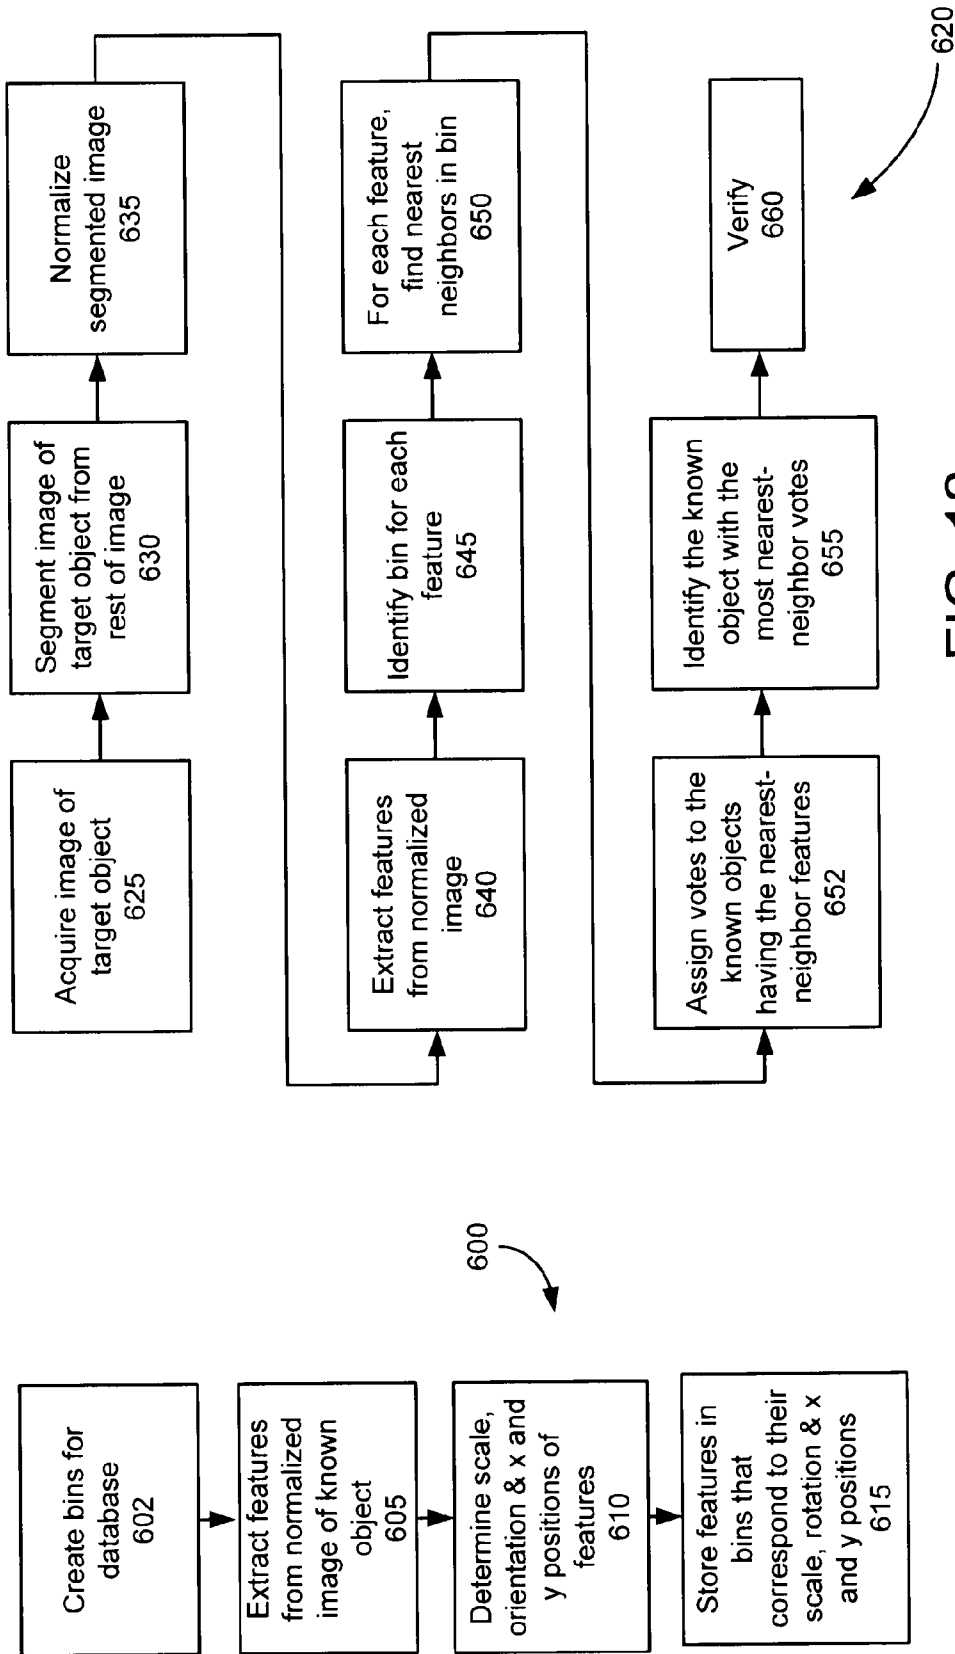 Create bins for
database
602
Extract features
from normalized
image of known
object
605
Determine scale,
orientation & x and
y positions of
features
610
Store features in
bins that
correspond to their
scale, rotation & x
and y positions
615
600
Acquire image of
target object
625
Segment image of
target object from
rest of image
630
Normalize
segmented image
635
Extract features
from normalized
image
640
Identify bin for each
feature
645
For each feature,
find nearest
neighbors in bin
650
Assign votes to the
known objects
having the nearest-
neighbor features
652
Identify the known
object with the
most nearest-
neighbor votes
655
Verify
660
620
FIG.